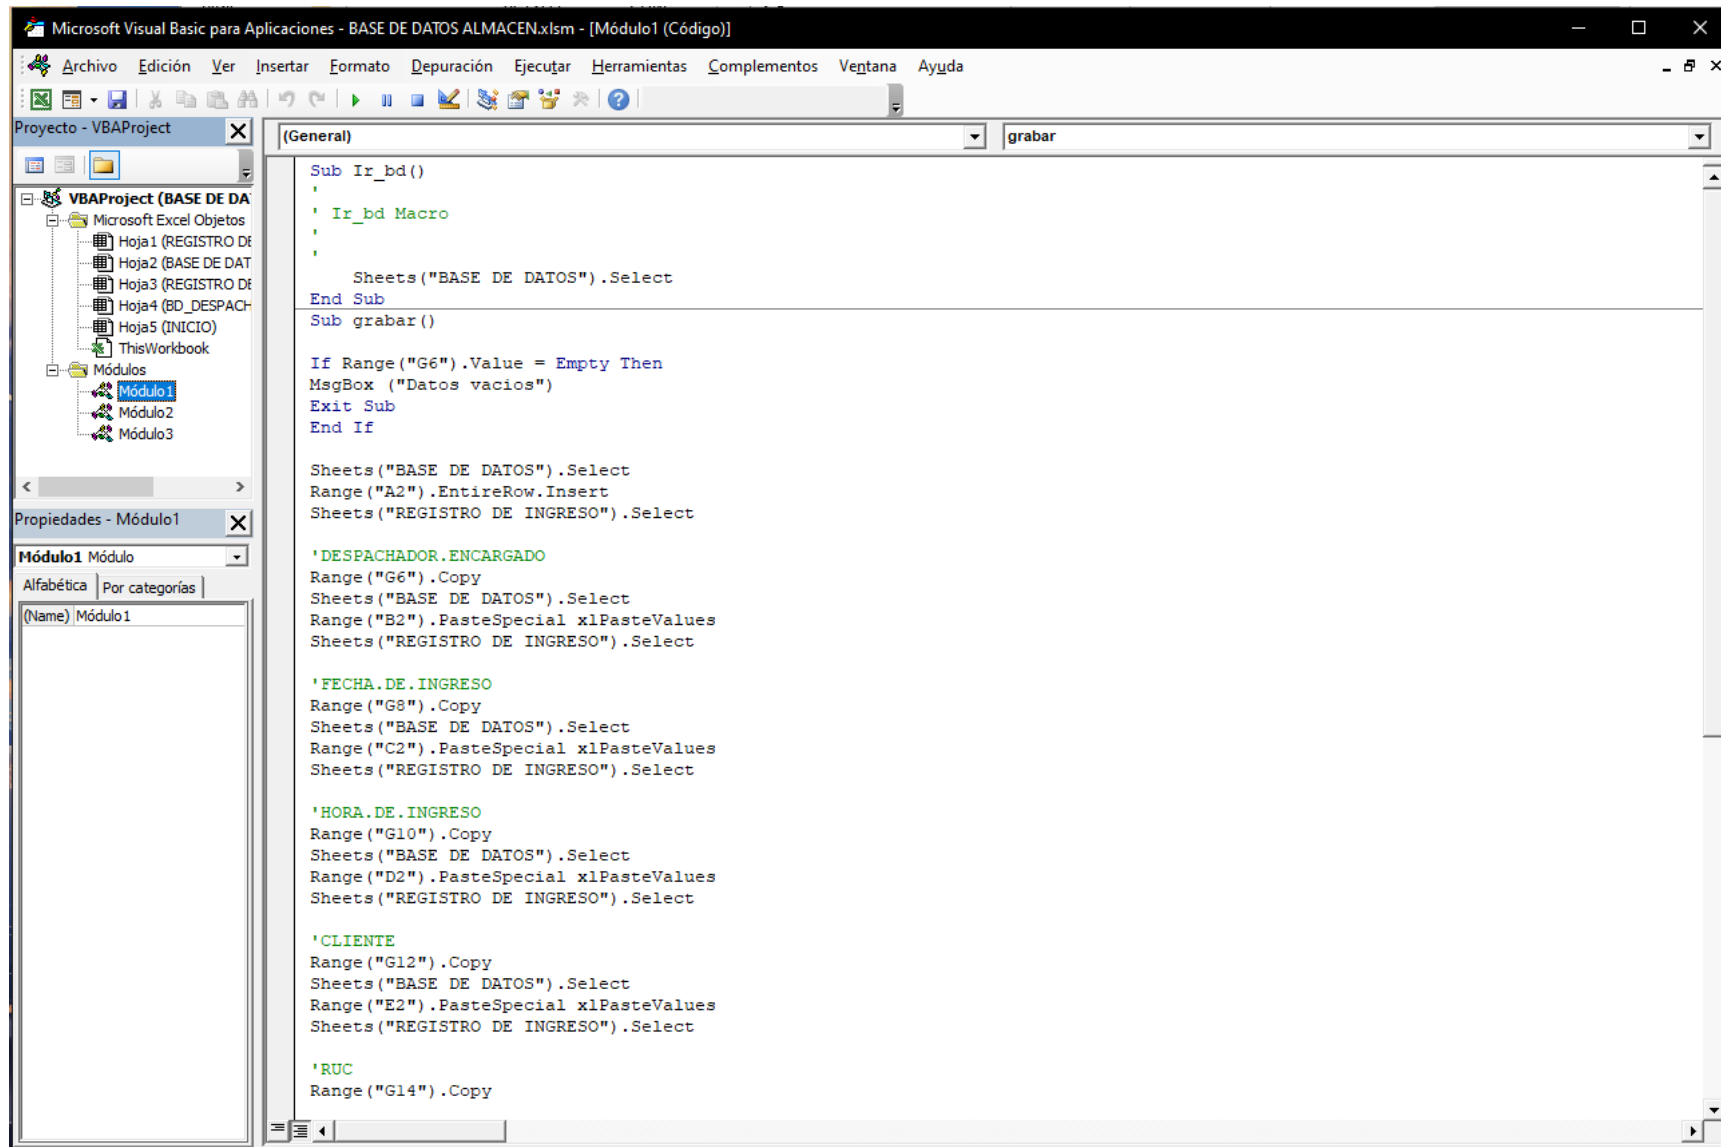 Microsoft Visual Basic para Aplicaciones - BASE DE DATOS ALMACEN.xlsm - [Módulo1 (Código)]
Archivo Edición Ver Insertar Formato Depuración Ejecutar Herramientas Complementos Ventana Ayuda
Proyecto - VBAProject
VBAProject (BASE DE DA
Microsoft Excel Objetos
Hoja1 (REGISTRO DE
Hoja2 (BASE DE DAT
Hoja3 (REGISTRO DE
Hoja4 (BD_DESPACH
Hoja5 (INICIO)
ThisWorkbook
Módulos
Módulo1
Módulo2
Módulo3
Propiedades - Módulo1
Módulo1 Módulo
Alfabética Por categorías
(Name) Módulo1
(General) grabar
Sub Ir_bd()
'
' Ir_bd Macro
'
'
Sheets("BASE DE DATOS").Select
End Sub
Sub grabar()
If Range("G6").Value = Empty Then
MsgBox ("Datos vacios")
Exit Sub
End If
Sheets("BASE DE DATOS").Select
Range("A2").EntireRow.Insert
Sheets("REGISTRO DE INGRESO").Select
'DESPACHADOR.ENCARGADO
Range("G6").Copy
Sheets("BASE DE DATOS").Select
Range("B2").PasteSpecial xlPasteValues
Sheets("REGISTRO DE INGRESO").Select
'FECHA.DE.INGRESO
Range("G8").Copy
Sheets("BASE DE DATOS").Select
Range("C2").PasteSpecial xlPasteValues
Sheets("REGISTRO DE INGRESO").Select
'HORA.DE.INGRESO
Range("G10").Copy
Sheets("BASE DE DATOS").Select
Range("D2").PasteSpecial xlPasteValues
Sheets("REGISTRO DE INGRESO").Select
'CLIENTE
Range("G12").Copy
Sheets("BASE DE DATOS").Select
Range("E2").PasteSpecial xlPasteValues
Sheets("REGISTRO DE INGRESO").Select
'RUC
Range("G14").Copy